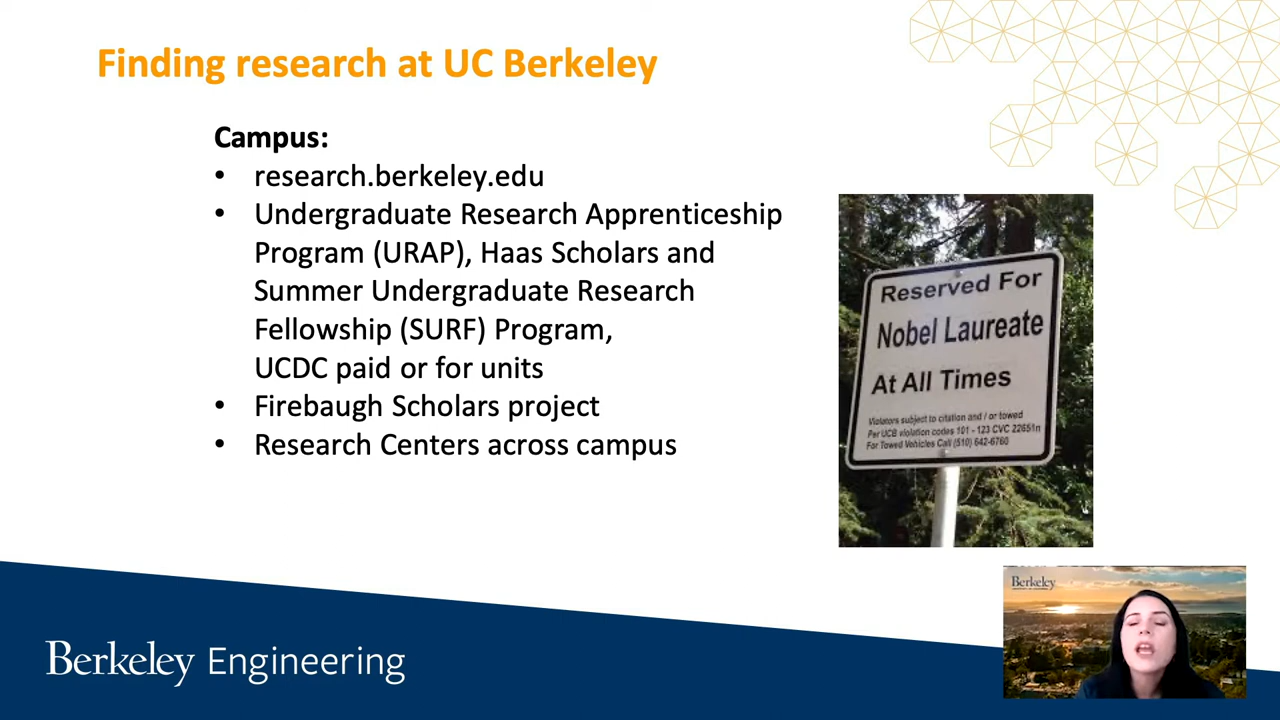 Finding research at UC Berkeley
Campus:
• research.berkeley.edu
• Undergraduate Research Apprenticeship
Program (URAP), Haas Scholars and
Summer Undergraduate Research
Fellowship (SURF) Program,
UCDC paid or for units
• Firebaugh Scholars project
• Research Centers across campus
Reserved For
Nobel Laureate
At All Times
Violators subject to citation and / or towed
Per UCB violation codes 101 - 123 CVC 22651n
For Towed Vehicles Call (510) 642-6760
Berkeley
Berkeley Engineering